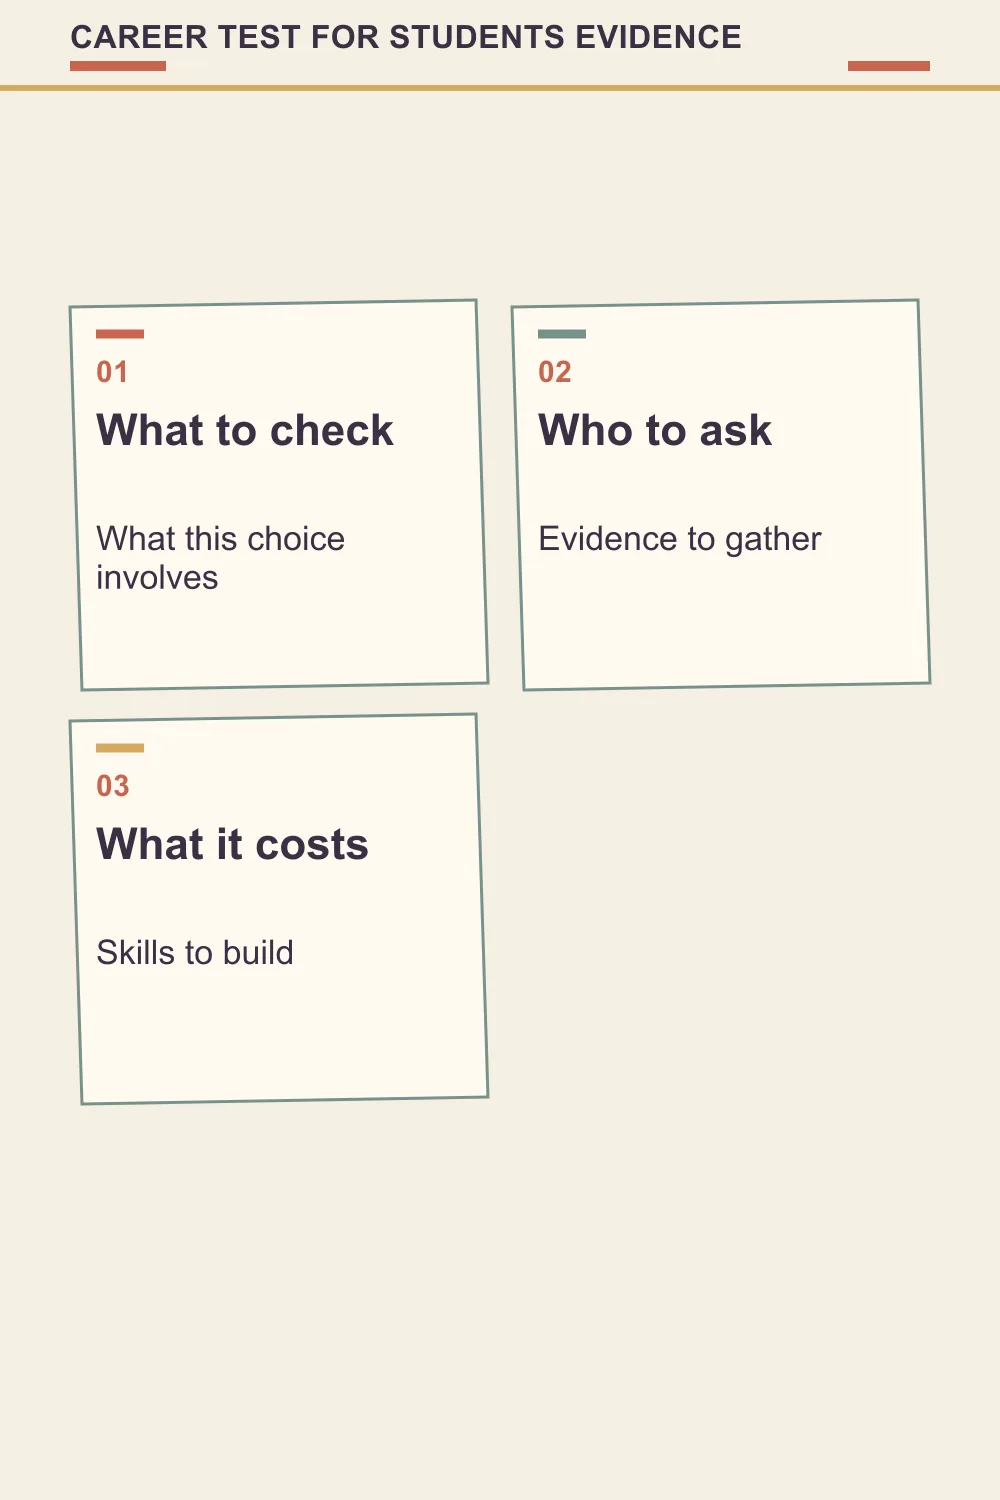 CAREER TEST FOR STUDENTS EVIDENCE
01
What to check
What this choice
involves
02
Who to ask
Evidence to gather
03
What it costs
Skills to build